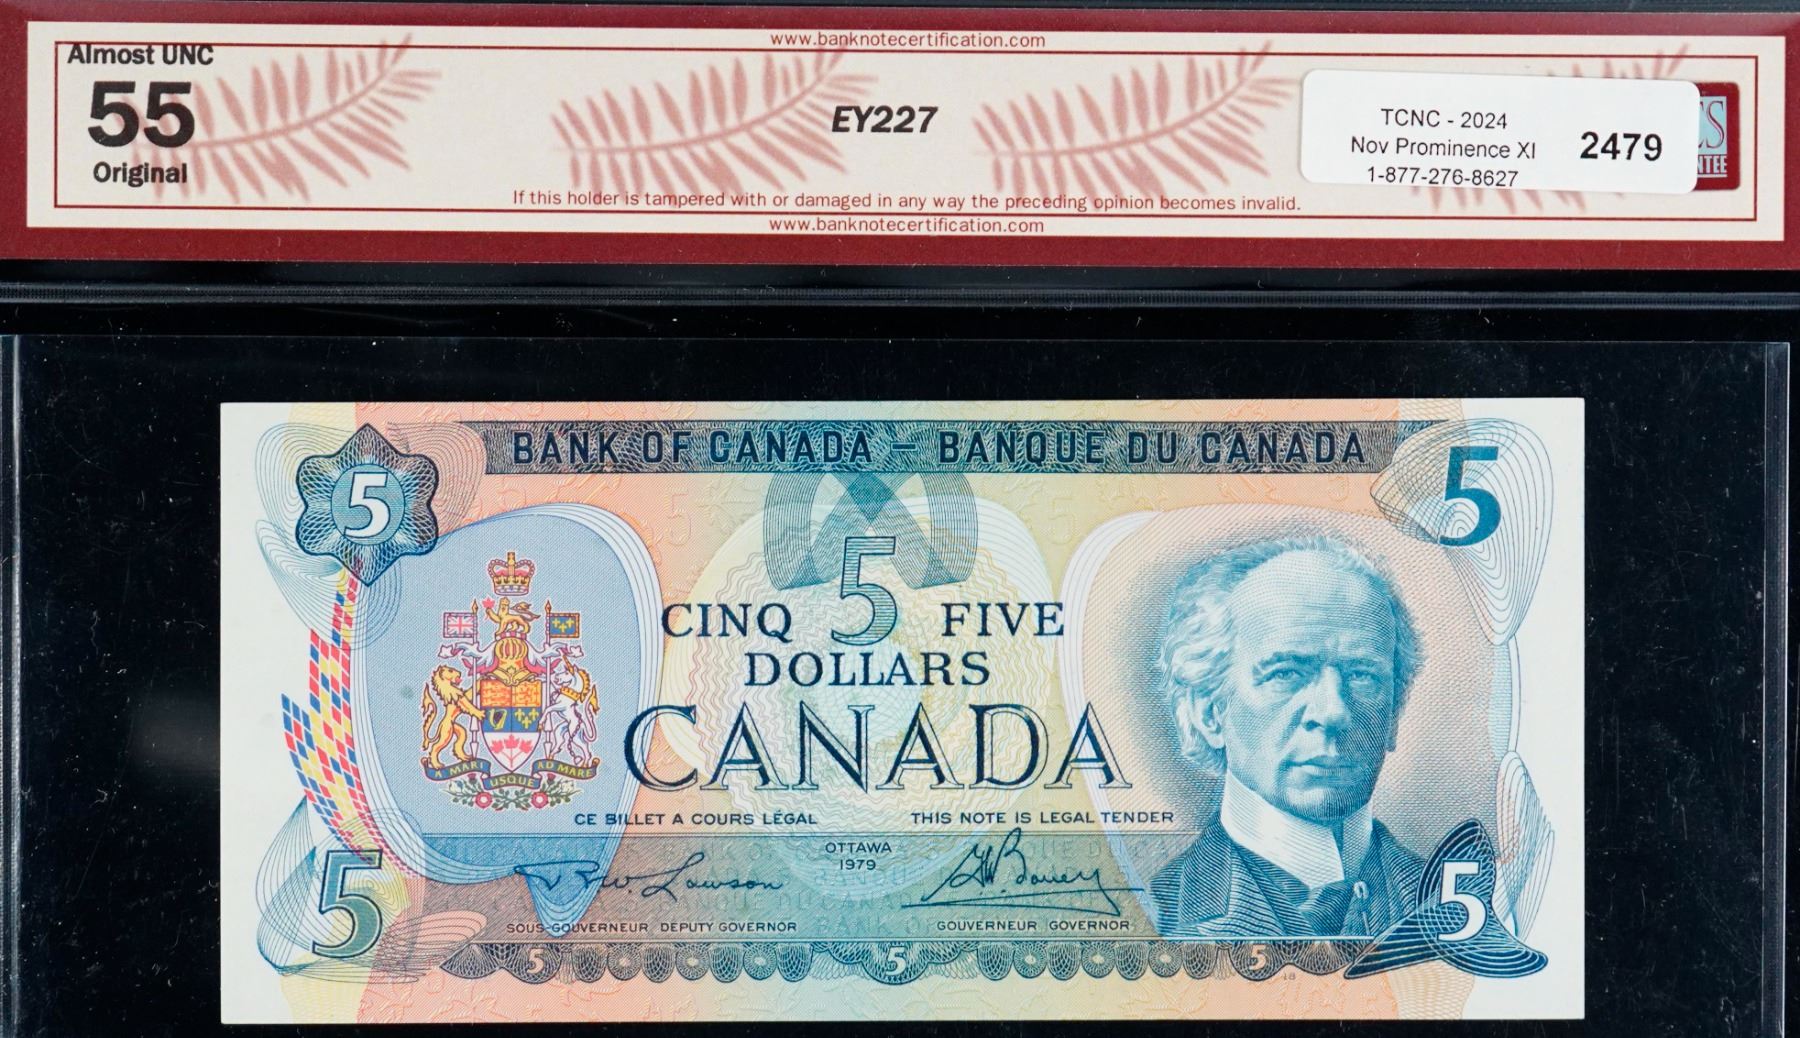 www.banknotecertification.com
Almost UNC
55
Original
EY227
TCNC - 2024
Nov Prominence XI
1-877-276-8627
2479
If this holder is tampered with or damaged in any way the preceding opinion becomes invalid.
www.banknotecertification.com
BANK OF CANADA – BANQUE DU CANADA
5
5
5
CINQ FIVE
DOLLARS
CANADA
A MARI USQUE AD MARE
CE BILLET A COURS LÉGAL
THIS NOTE IS LEGAL TENDER
OTTAWA
1979
R.W. Lawson
G.K. Bouey
SOUS-GOUVERNEUR DEPUTY GOVERNOR
GOUVERNEUR GOVERNOR
5
5
5
5
5
18